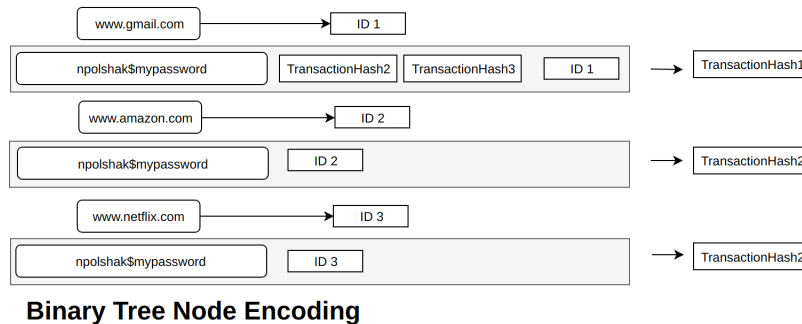 www.gmail.com ID 1
npolshak$mypassword TransactionHash2 TransactionHash3 ID 1 TransactionHash1
www.amazon.com ID 2
npolshak$mypassword ID 2 TransactionHash2
www.netflix.com ID 3
npolshak$mypassword ID 3 TransactionHash2
Binary Tree Node Encoding